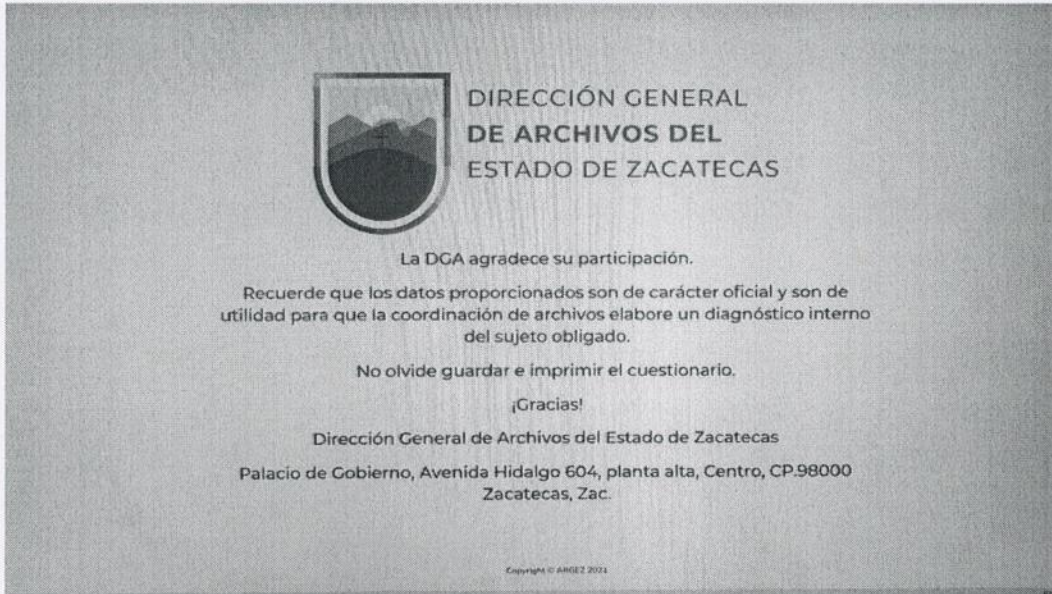 DIRECCIÓN GENERAL
DE ARCHIVOS DEL
ESTADO DE ZACATECAS
La DGA agradece su participación.
Recuerde que los datos proporcionados son de carácter oficial y son de
utilidad para que la coordinación de archivos elabore un diagnóstico interno
del sujeto obligado.
No olvide guardar e imprimir el cuestionario.
¡Gracias!
Dirección General de Archivos del Estado de Zacatecas
Palacio de Gobierno, Avenida Hidalgo 604, planta alta, Centro, CP.98000
Zacatecas, Zac.
Copyright © 2021